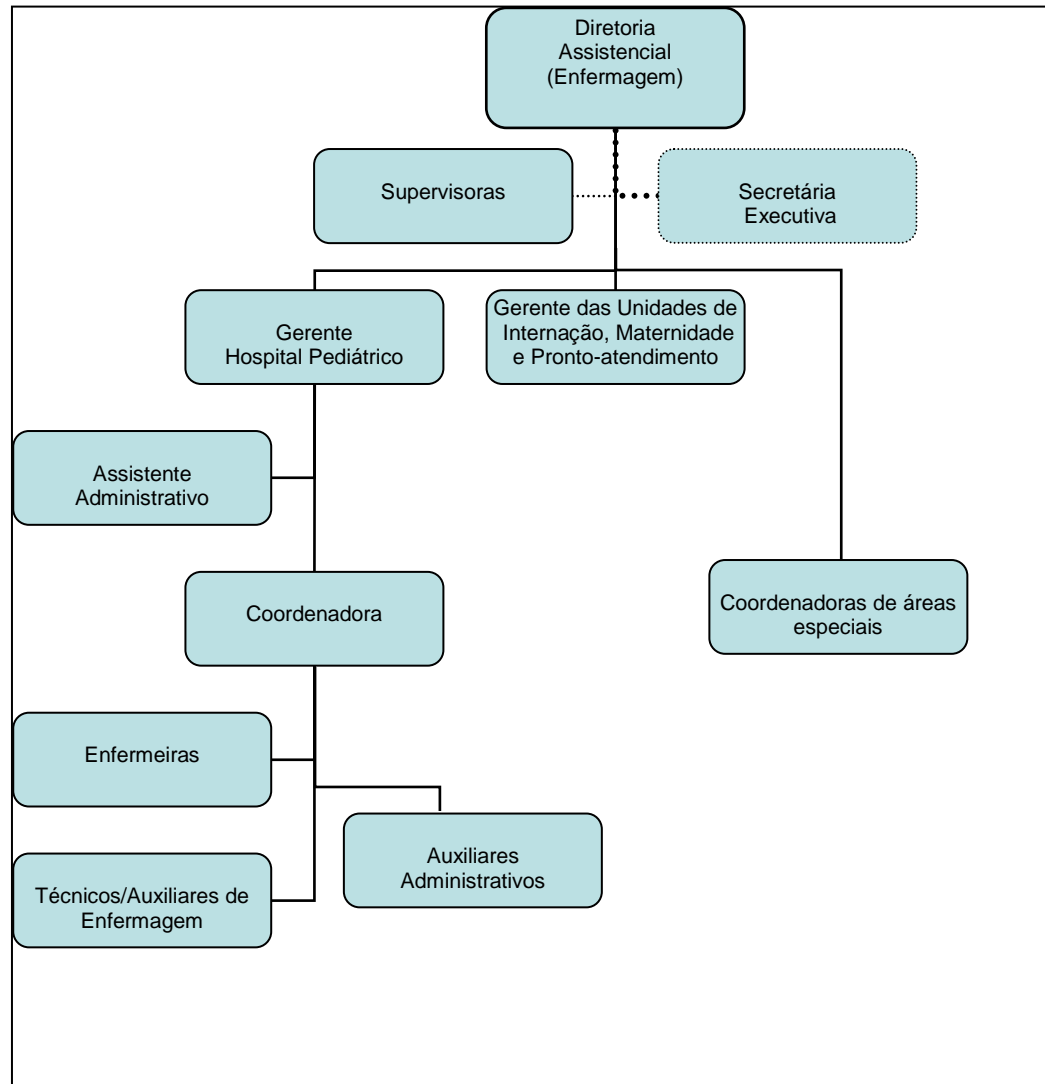 Diretoria
Assistencial
(Enfermagem)
Supervisoras
Secretária
Executiva
Gerente
Hospital Pediátrico
Gerente das Unidades de
Internação, Maternidade
e Pronto-atendimento
Assistente
Administrativo
Coordenadora
Coordenadoras de áreas
especiais
Enfermeiras
Auxiliares
Administrativos
Técnicos/Auxiliares de
Enfermagem